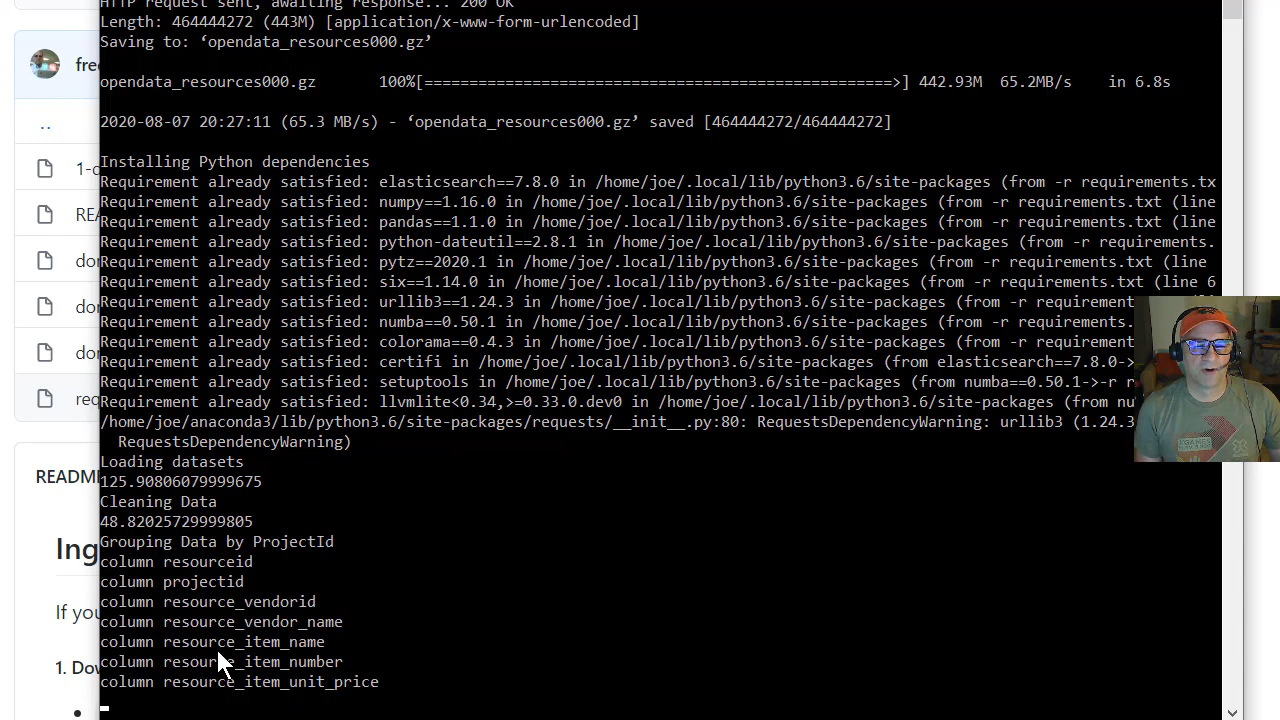 HTTP request sent, awaiting response... 200 OK
Length: 464444272 (443M) [application/x-www-form-urlencoded]
Saving to: ‘opendata_resources000.gz’
opendata_resources000.gz 100%[====================================================>] 442.93M 65.2MB/s in 6.8s
2020-08-07 20:27:11 (65.3 MB/s) - ‘opendata_resources000.gz’ saved [464444272/464444272]
Installing Python dependencies
Requirement already satisfied: elasticsearch==7.8.0 in /home/joe/.local/lib/python3.6/site-packages (from -r requirements.tx
Requirement already satisfied: numpy==1.16.0 in /home/joe/.local/lib/python3.6/site-packages (from -r requirements.txt (line
Requirement already satisfied: pandas==1.1.0 in /home/joe/.local/lib/python3.6/site-packages (from -r requirements.txt (line
Requirement already satisfied: python-dateutil==2.8.1 in /home/joe/.local/lib/python3.6/site-packages (from -r requirements.
Requirement already satisfied: pytz==2020.1 in /home/joe/.local/lib/python3.6/site-packages (from -r requirements.txt (line
Requirement already satisfied: six==1.14.0 in /home/joe/.local/lib/python3.6/site-packages (from -r requirements.txt (line 6
Requirement already satisfied: urllib3==1.24.3 in /home/joe/.local/lib/python3.6/site-packages (from -r requirement
Requirement already satisfied: numba==0.50.1 in /home/joe/.local/lib/python3.6/site-packages (from -r requirements.
Requirement already satisfied: colorama==0.4.3 in /home/joe/.local/lib/python3.6/site-packages (from -r requirement
Requirement already satisfied: certifi in /home/joe/.local/lib/python3.6/site-packages (from elasticsearch==7.8.0->
Requirement already satisfied: setuptools in /home/joe/.local/lib/python3.6/site-packages (from numba==0.50.1->-r r
Requirement already satisfied: llvmlite<0.34,>=0.33.0.dev0 in /home/joe/.local/lib/python3.6/site-packages (from nu
/home/joe/anaconda3/lib/python3.6/site-packages/requests/__init__.py:80: RequestsDependencyWarning: urllib3 (1.24.3
RequestsDependencyWarning)
Loading datasets
125.90806079999675
Cleaning Data
48.82025729999805
Grouping Data by ProjectId
column resourceid
column projectid
column resource_vendorid
column resource_vendor_name
column resource_item_name
column resource_item_number
column resource_item_unit_price
fre
..
1-d
REA
do
do
do
req
README
Ing
If you
1. Dow